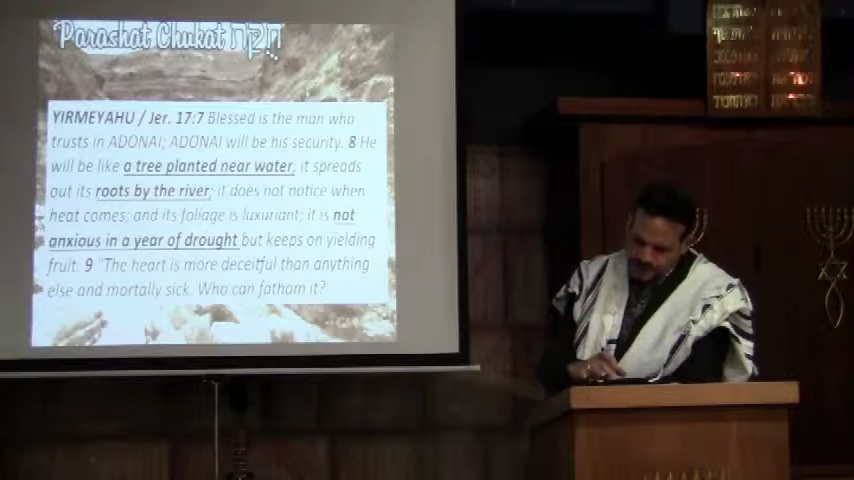 Parashat Chukat חֻקַּת
YIRMEYAHU / Jer. 17:7 Blessed is the man who
trusts in ADONAI; ADONAI will be his security. 8 He
will be like a tree planted near water; it spreads
out its roots by the river; it does not notice when
heat comes; and its foliage is luxuriant; it is not
anxious in a year of drought but keeps on yielding
fruit. 9 "The heart is more deceitful than anything
else and mortally sick. Who can fathom it?